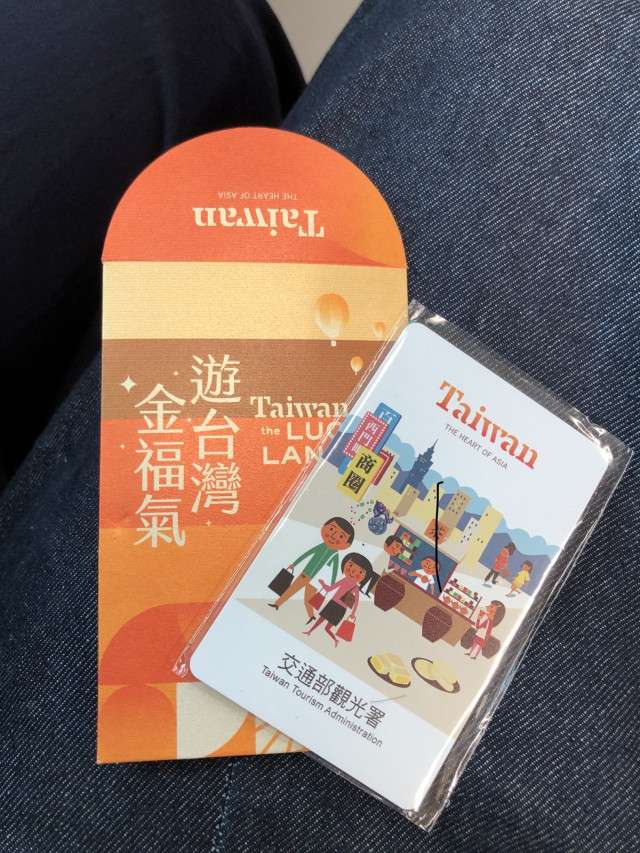 Taiwan
THE HEART OF ASIA
遊台灣
金福氣
Taiwan
the
Taiwan
THE HEART OF ASIA
西門
商圈
交通部觀光署
Taiwan Tourism Administration